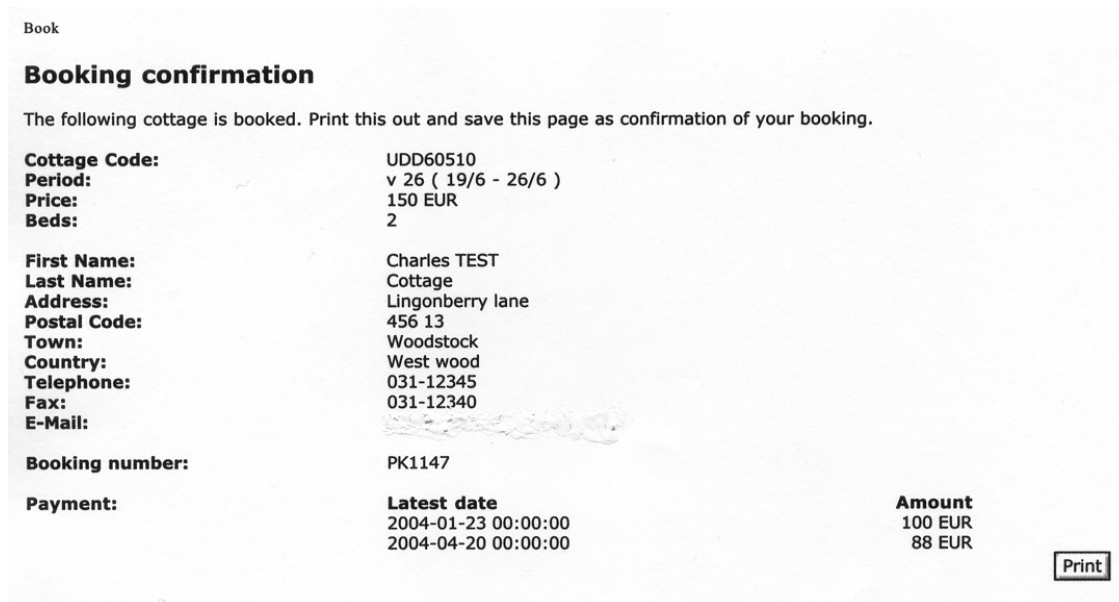 Book
Booking confirmation
The following cottage is booked. Print this out and save this page as confirmation of your booking.
Cottage Code: UDD60510
Period: v 26 ( 19/6 - 26/6 )
Price: 150 EUR
Beds: 2
First Name: Charles TEST
Last Name: Cottage
Address: Lingonberry lane
Postal Code: 456 13
Town: Woodstock
Country: West wood
Telephone: 031-12345
Fax: 031-12340
E-Mail:
Booking number: PK1147
Payment: Latest date Amount
2004-01-23 00:00:00 100 EUR
2004-04-20 00:00:00 88 EUR
Print